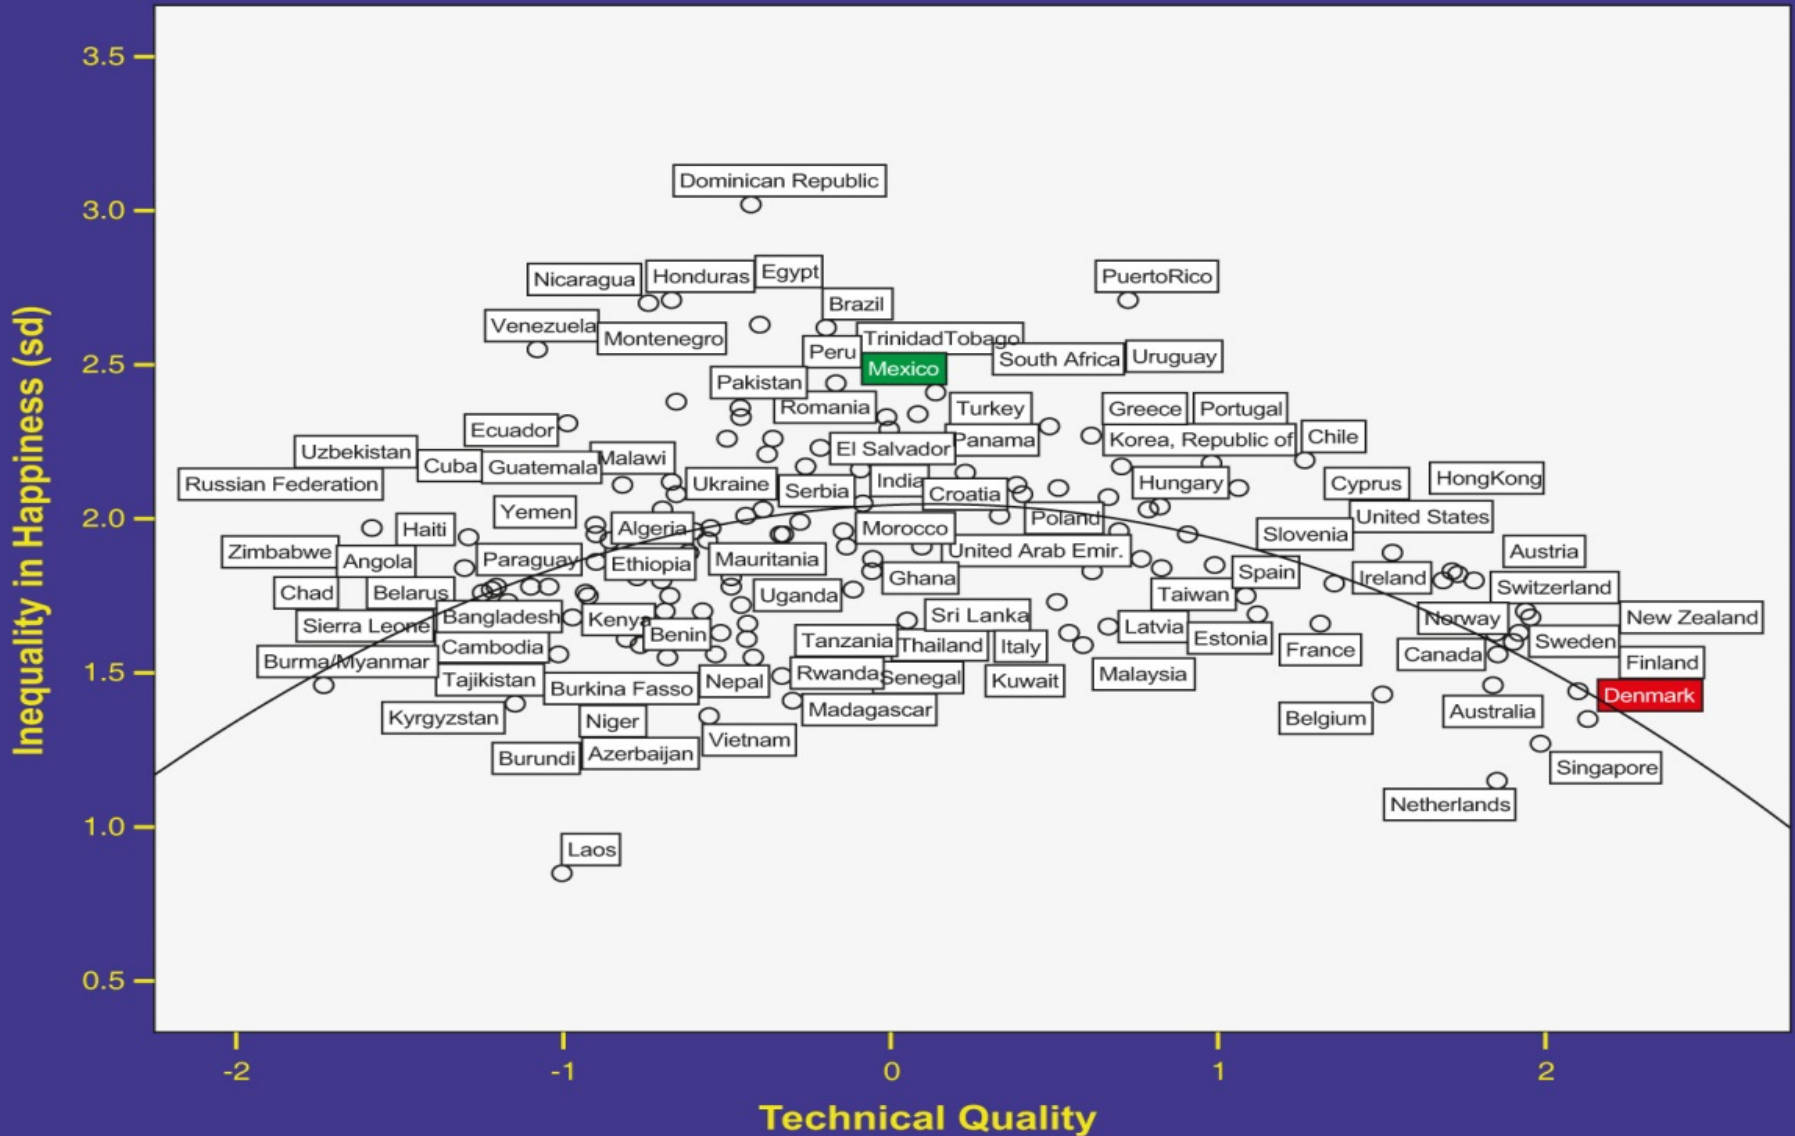 Inequality in Happiness (sd)
3.5
3.0
2.5
2.0
1.5
1.0
0.5
Dominican Republic
Nicaragua
Honduras
Egypt
PuertoRico
Brazil
Venezuela
Montenegro
TrinidadTobago
Peru
South Africa
Uruguay
Mexico
Pakistan
Romania
Turkey
Greece
Portugal
Ecuador
Panama
Korea, Republic of
Chile
Uzbekistan
Cuba
Guatemala
Malawi
El Salvador
Russian Federation
Ukraine
Serbia
India
Croatia
Hungary
Cyprus
HongKong
Yemen
Haiti
Algeria
Morocco
Poland
United States
Slovenia
Zimbabwe
Angola
Paraguay
Ethiopia
Mauritania
United Arab Emir.
Austria
Chad
Belarus
Uganda
Ghana
Taiwan
Spain
Ireland
Switzerland
Sierra Leone
Bangladesh
Kenya
Benin
Sri Lanka
Latvia
Estonia
Norway
New Zealand
Burma/Myanmar
Cambodia
Tanzania
Thailand
Italy
France
Canada
Sweden
Finland
Tajikistan
Burkina Fasso
Nepal
Rwanda
Senegal
Kuwait
Malaysia
Denmark
Kyrgyzstan
Niger
Madagascar
Belgium
Australia
Burundi
Azerbaijan
Vietnam
Singapore
Netherlands
Laos
-2
-1
0
1
2
Technical Quality